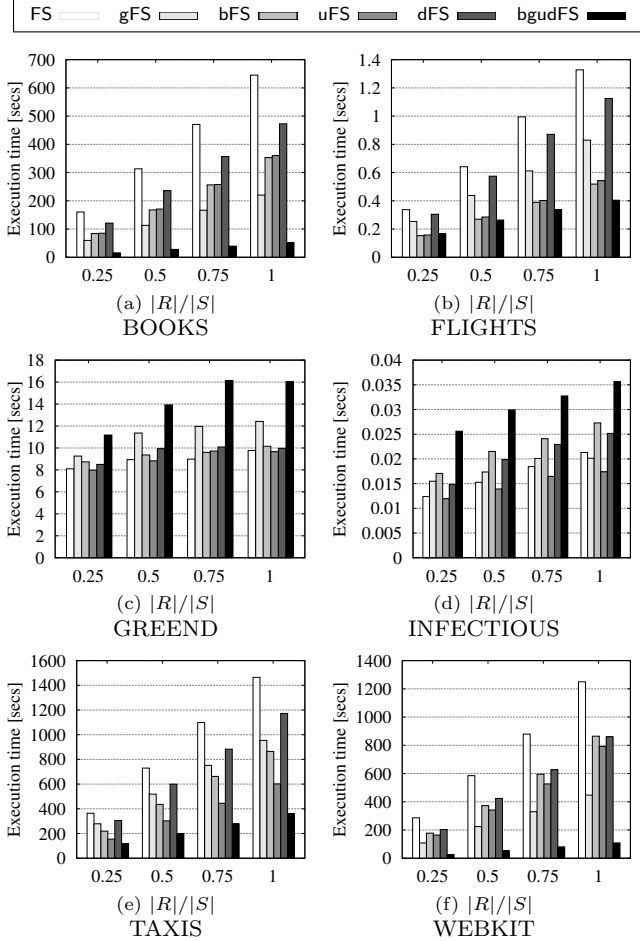 FS gFS bFS uFS dFS bgudFS
Execution time [secs]
700
600
500
400
300
200
100
0
0.25 0.5 0.75 1
(a) |R|/|S|
BOOKS
Execution time [secs]
1.4
1.2
1
0.8
0.6
0.4
0.2
0
0.25 0.5 0.75 1
(b) |R|/|S|
FLIGHTS
Execution time [secs]
18
16
14
12
10
8
6
4
2
0
0.25 0.5 0.75 1
(c) |R|/|S|
GREEND
Execution time [secs]
0.04
0.035
0.03
0.025
0.02
0.015
0.01
0.005
0
0.25 0.5 0.75 1
(d) |R|/|S|
INFECTIOUS
Execution time [secs]
1600
1400
1200
1000
800
600
400
200
0
0.25 0.5 0.75 1
(e) |R|/|S|
TAXIS
Execution time [secs]
1400
1200
1000
800
600
400
200
0
0.25 0.5 0.75 1
(f) |R|/|S|
WEBKIT